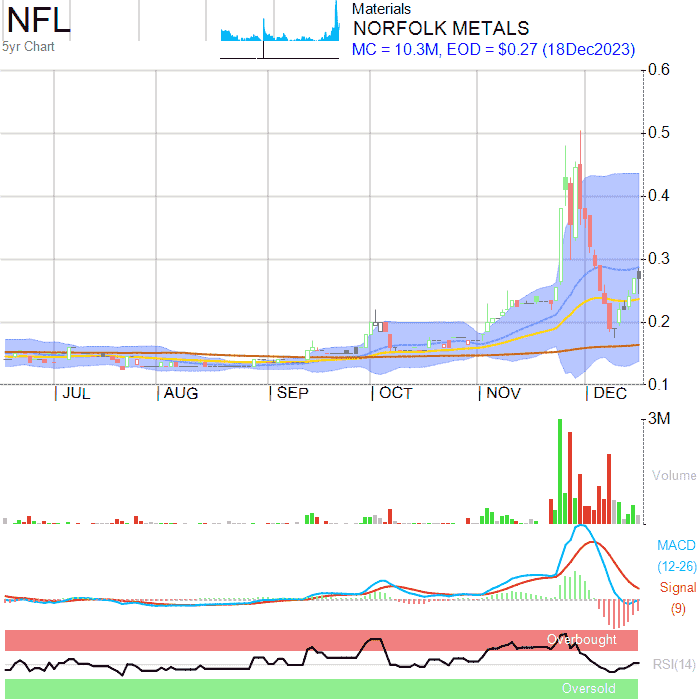 NFL
5yr Chart
Materials
NORFOLK METALS
MC = 10.3M, EOD = $0.27 (18Dec2023)
0.6
0.5
0.4
0.3
0.2
0.1
JUL AUG SEP OCT NOV DEC
3M
Volume
MACD
(12-26)
Signal
(9)
Overbought
RSI(14)
Oversold